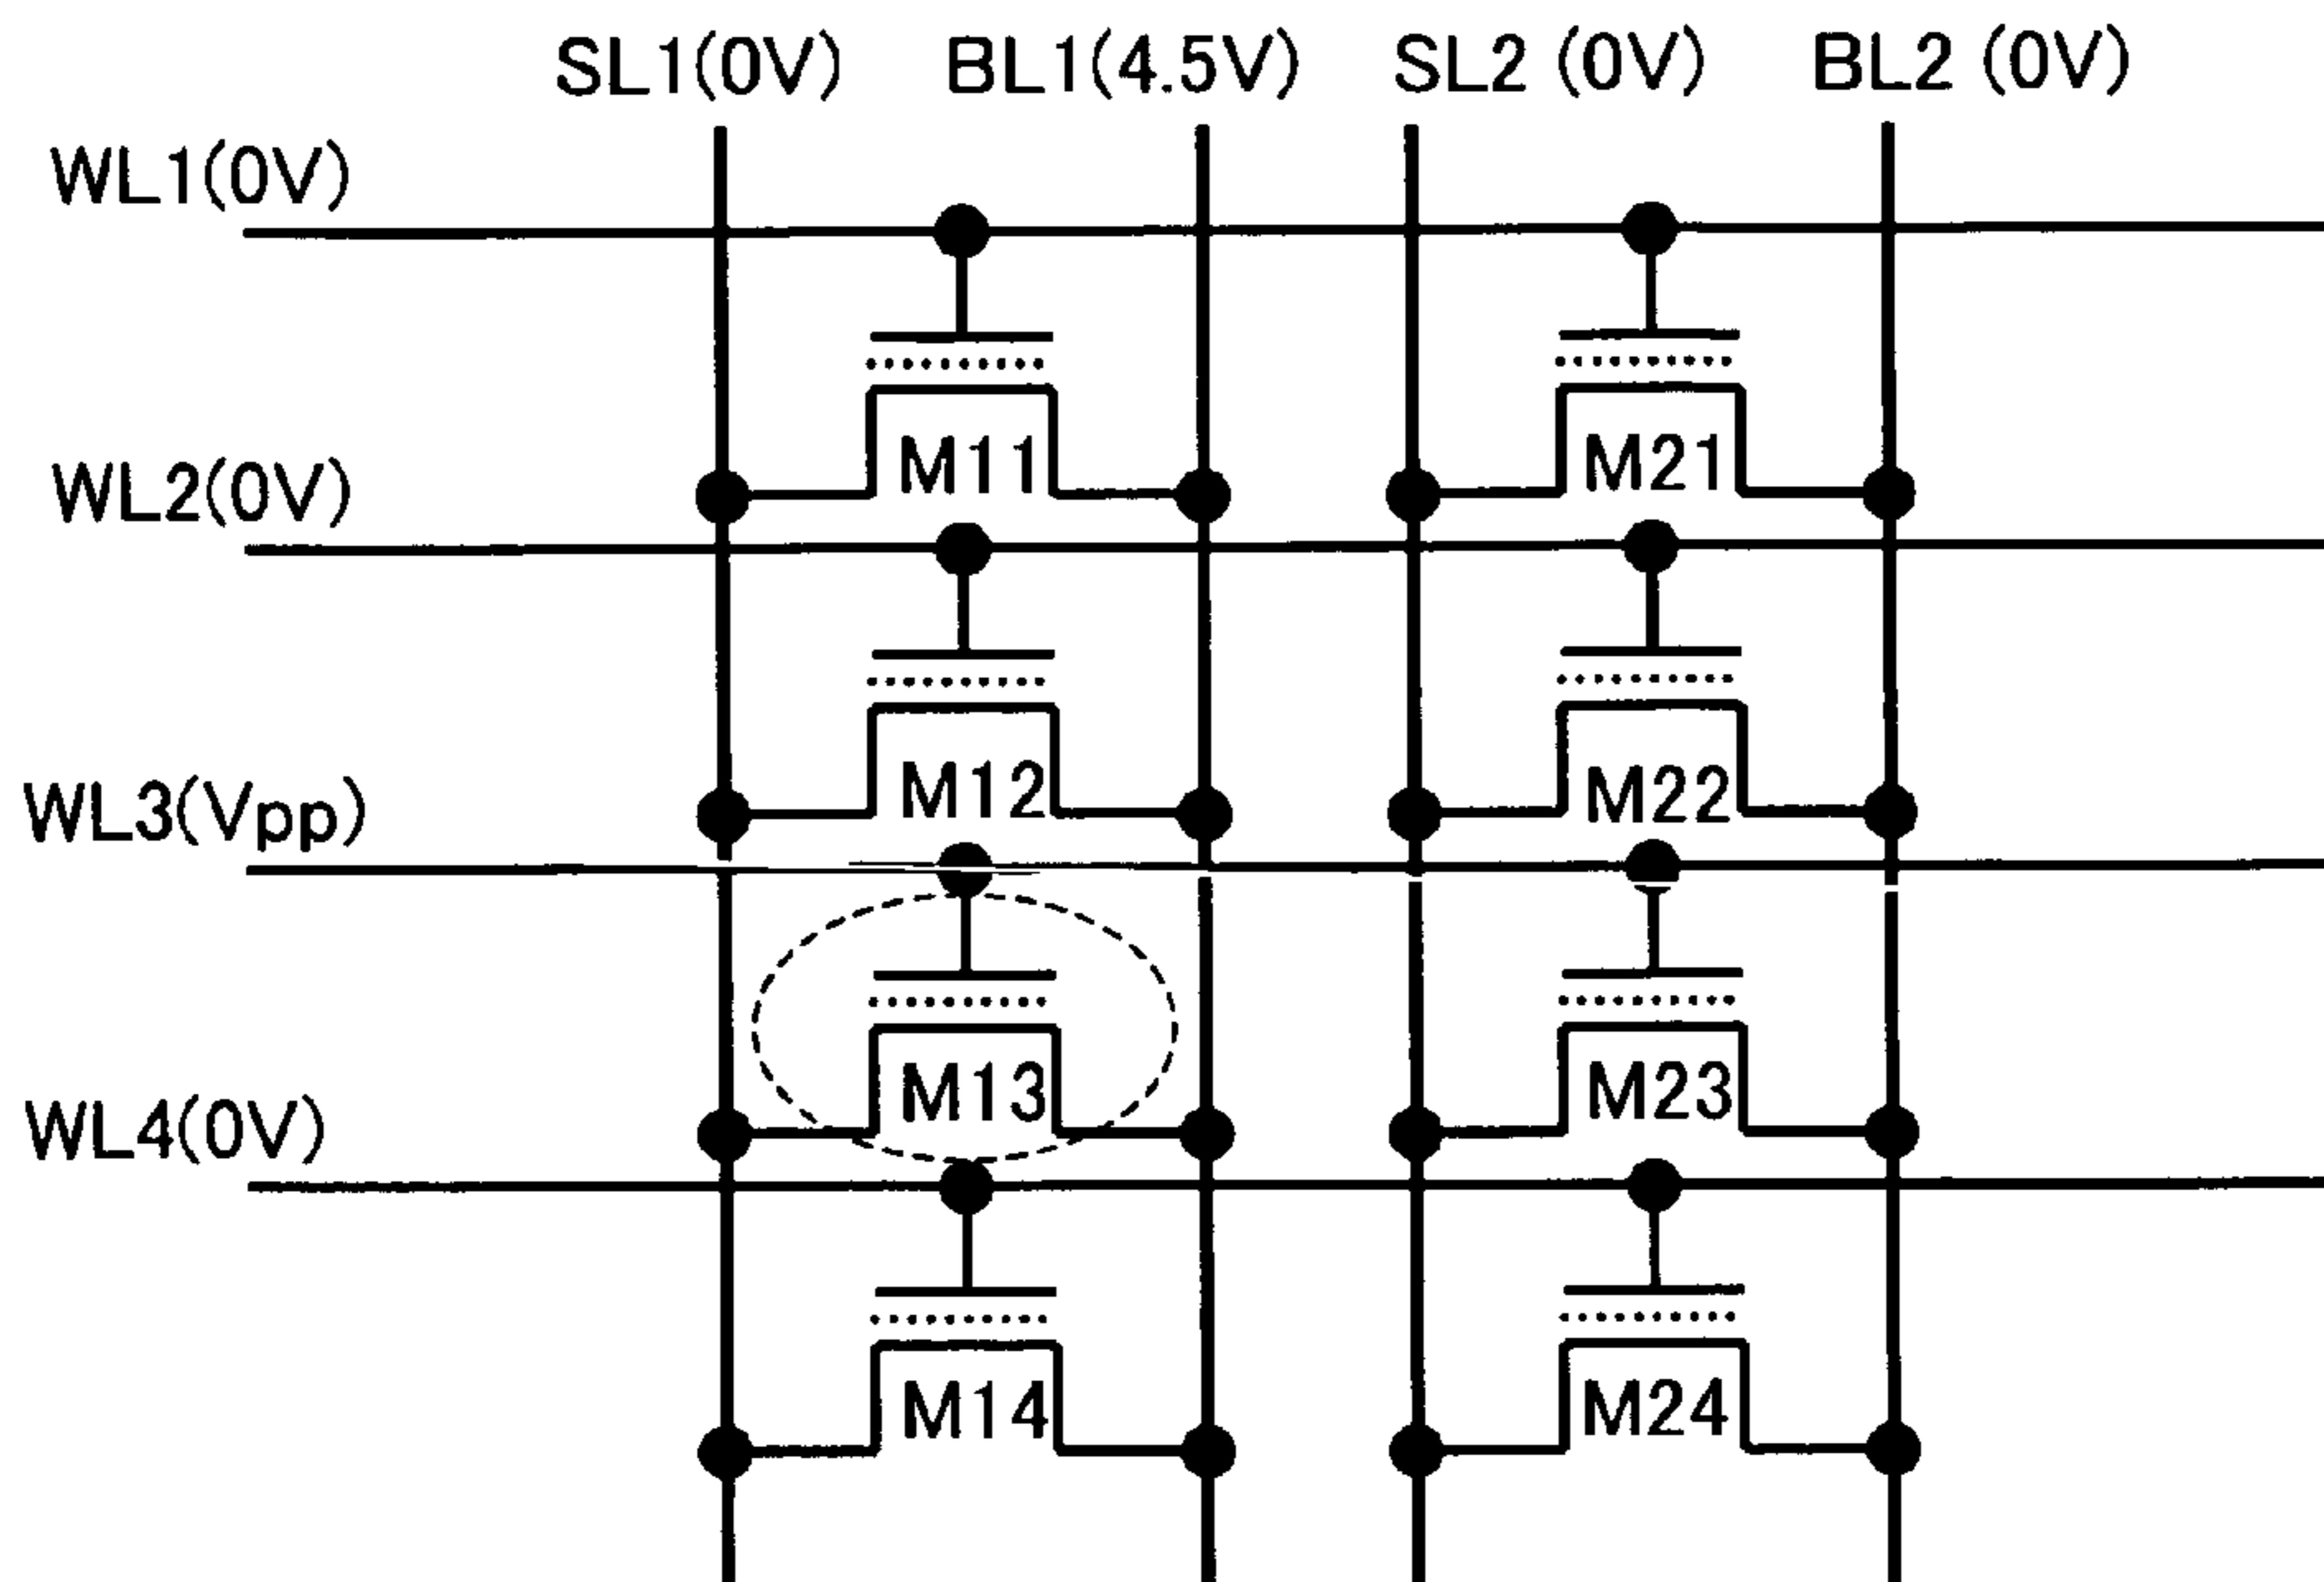 SL1(0V) BL1(4.5V) SL2 (0V) BL2 (0V)
WL1(0V)
M11 M21
WL2(0V)
M12 M22
WL3(Vpp)
M13 M23
WL4(0V)
M14 M24